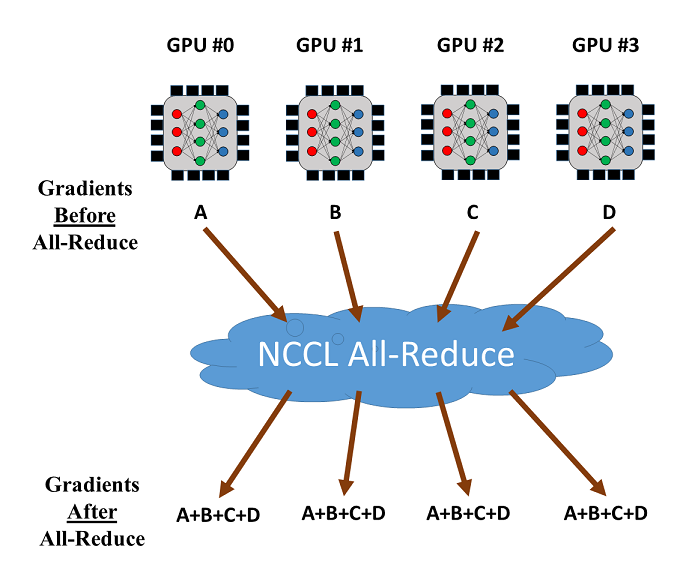 GPU #0 GPU #1 GPU #2 GPU #3
Gradients
Before
All-Reduce
A B C D
NCCL All-Reduce
Gradients
After
All-Reduce
A+B+C+D A+B+C+D A+B+C+D A+B+C+D